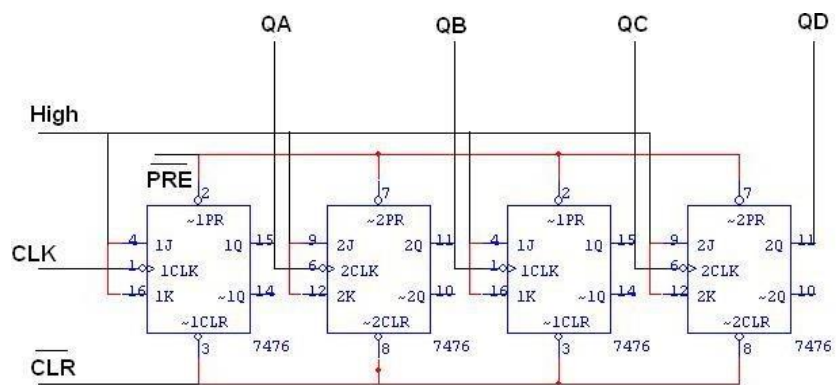 QA QB QC QD
High
PRE
2 7 2 7
~1PR ~2PR ~1PR ~2PR
4 1J 1Q 15 9 2J 2Q 11 4 1J 1Q 15 9 2J 2Q 11
CLK 1 1CLK 6 2CLK 1 1CLK 6 2CLK
16 1K ~1Q 14 12 2K ~2Q 10 16 1K ~1Q 14 12 2K ~2Q 10
~1CLR ~2CLR ~1CLR ~2CLR
3 7476 8 7476 3 7476 8 7476
CLR